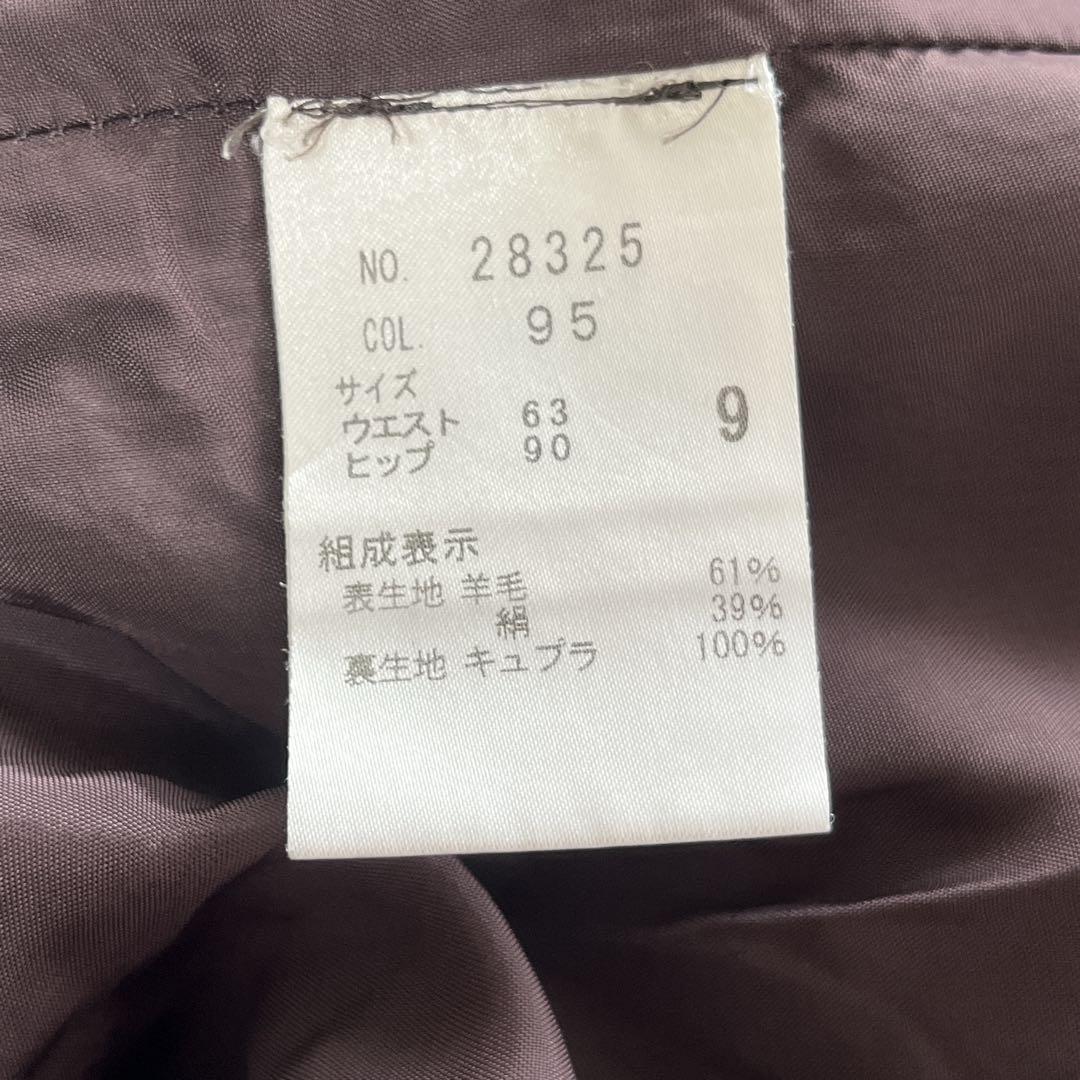 NO. 28325
COL. 95
サイズ 9
ウエスト 63
ヒップ 90
組成表示
表生地 羊毛 61%
絹 39%
裏生地 キュプラ 100%